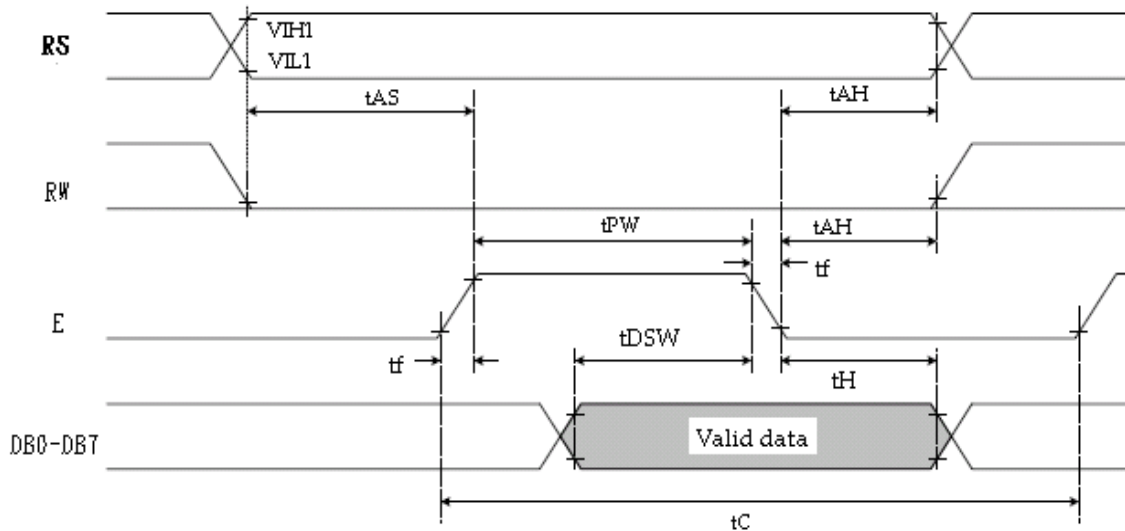 RS
VIH1
VIL1
tAS
tAH
RW
tPW
tAH
tf
E
tDSW
tf
tH
DB0-DB7
Valid data
tC